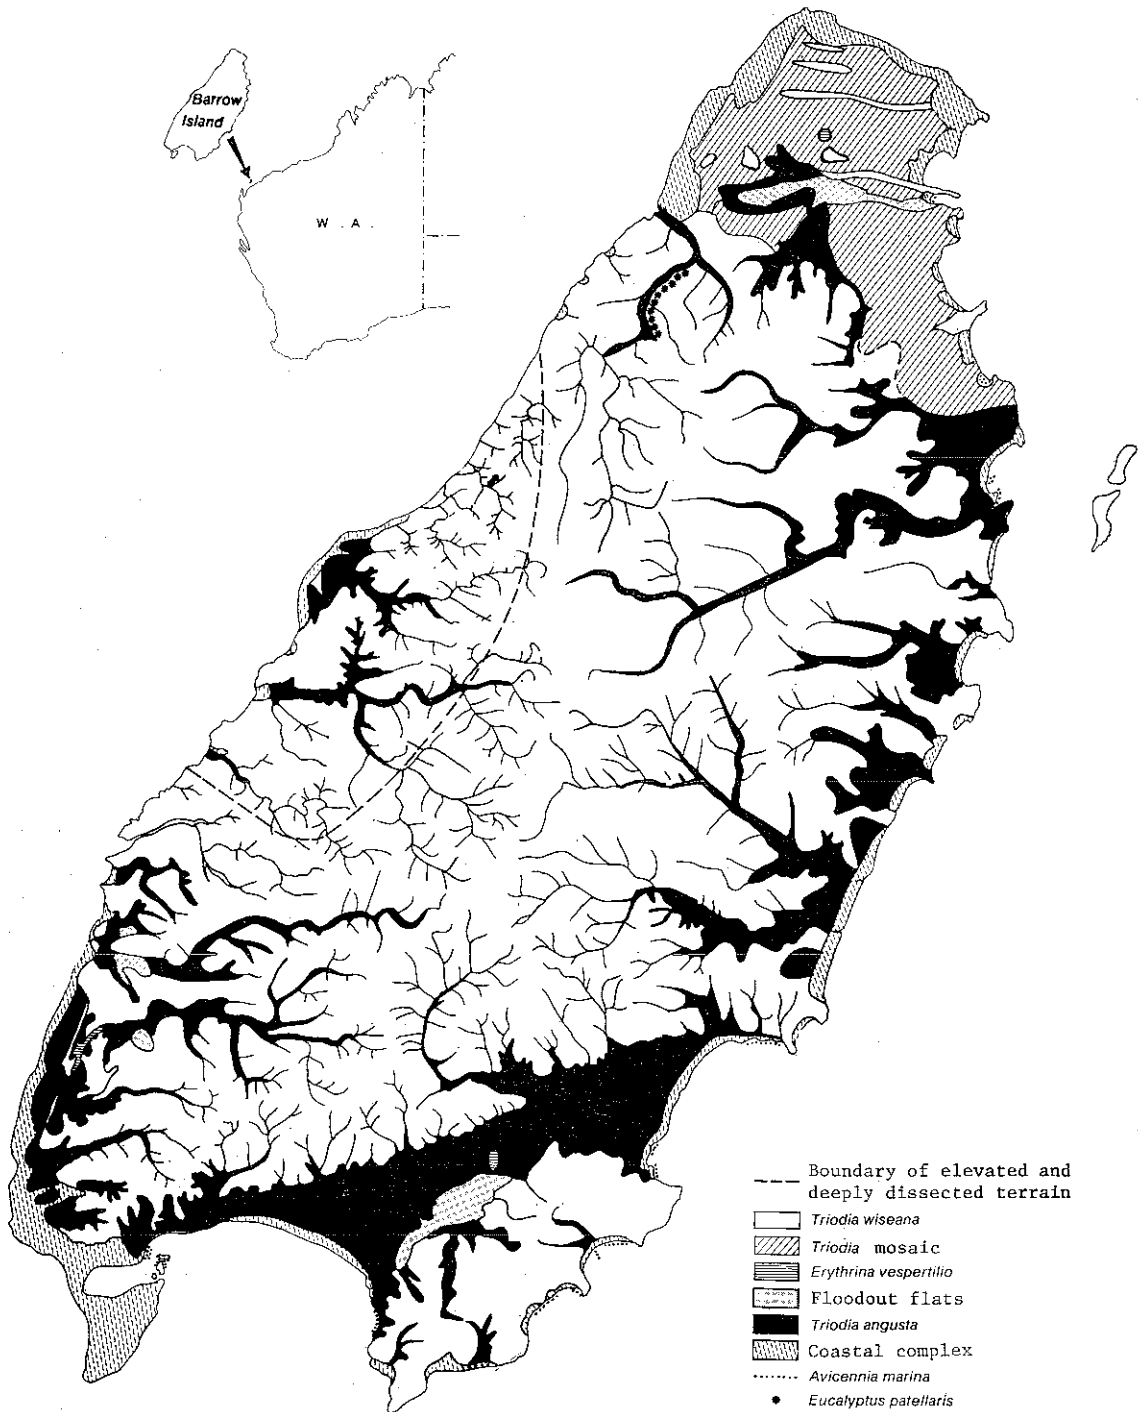 Barrow
Island
W . A .
Boundary of elevated and
deeply dissected terrain
Triodia wiseana
Triodia mosaic
Erythrina vespertilio
Floodout flats
Triodia angusta
Coastal complex
Avicennia marina
Eucalyptus patellaris